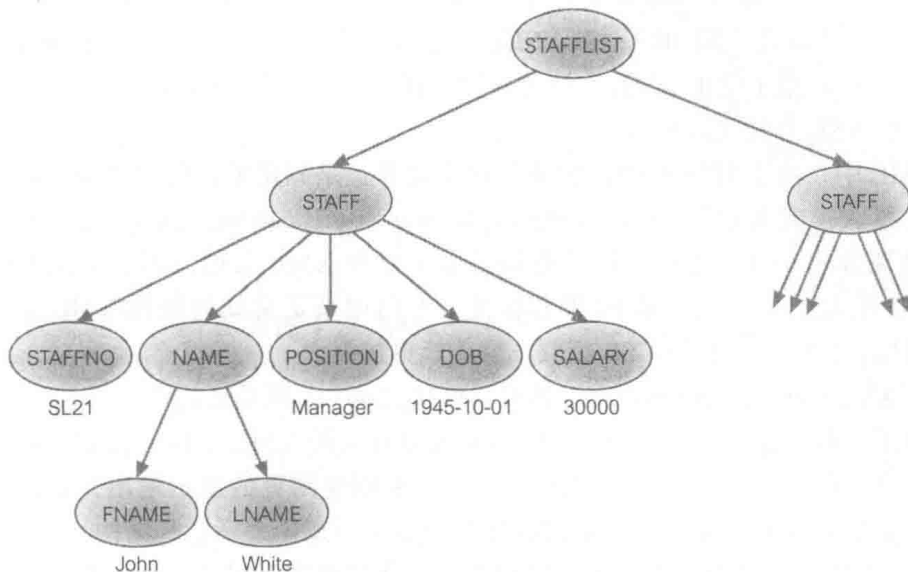 STAFFLIST
STAFF
STAFF
STAFFNO
NAME
POSITION
DOB
SALARY
SL21
Manager
1945-10-01
30000
FNAME
LNAME
John
White